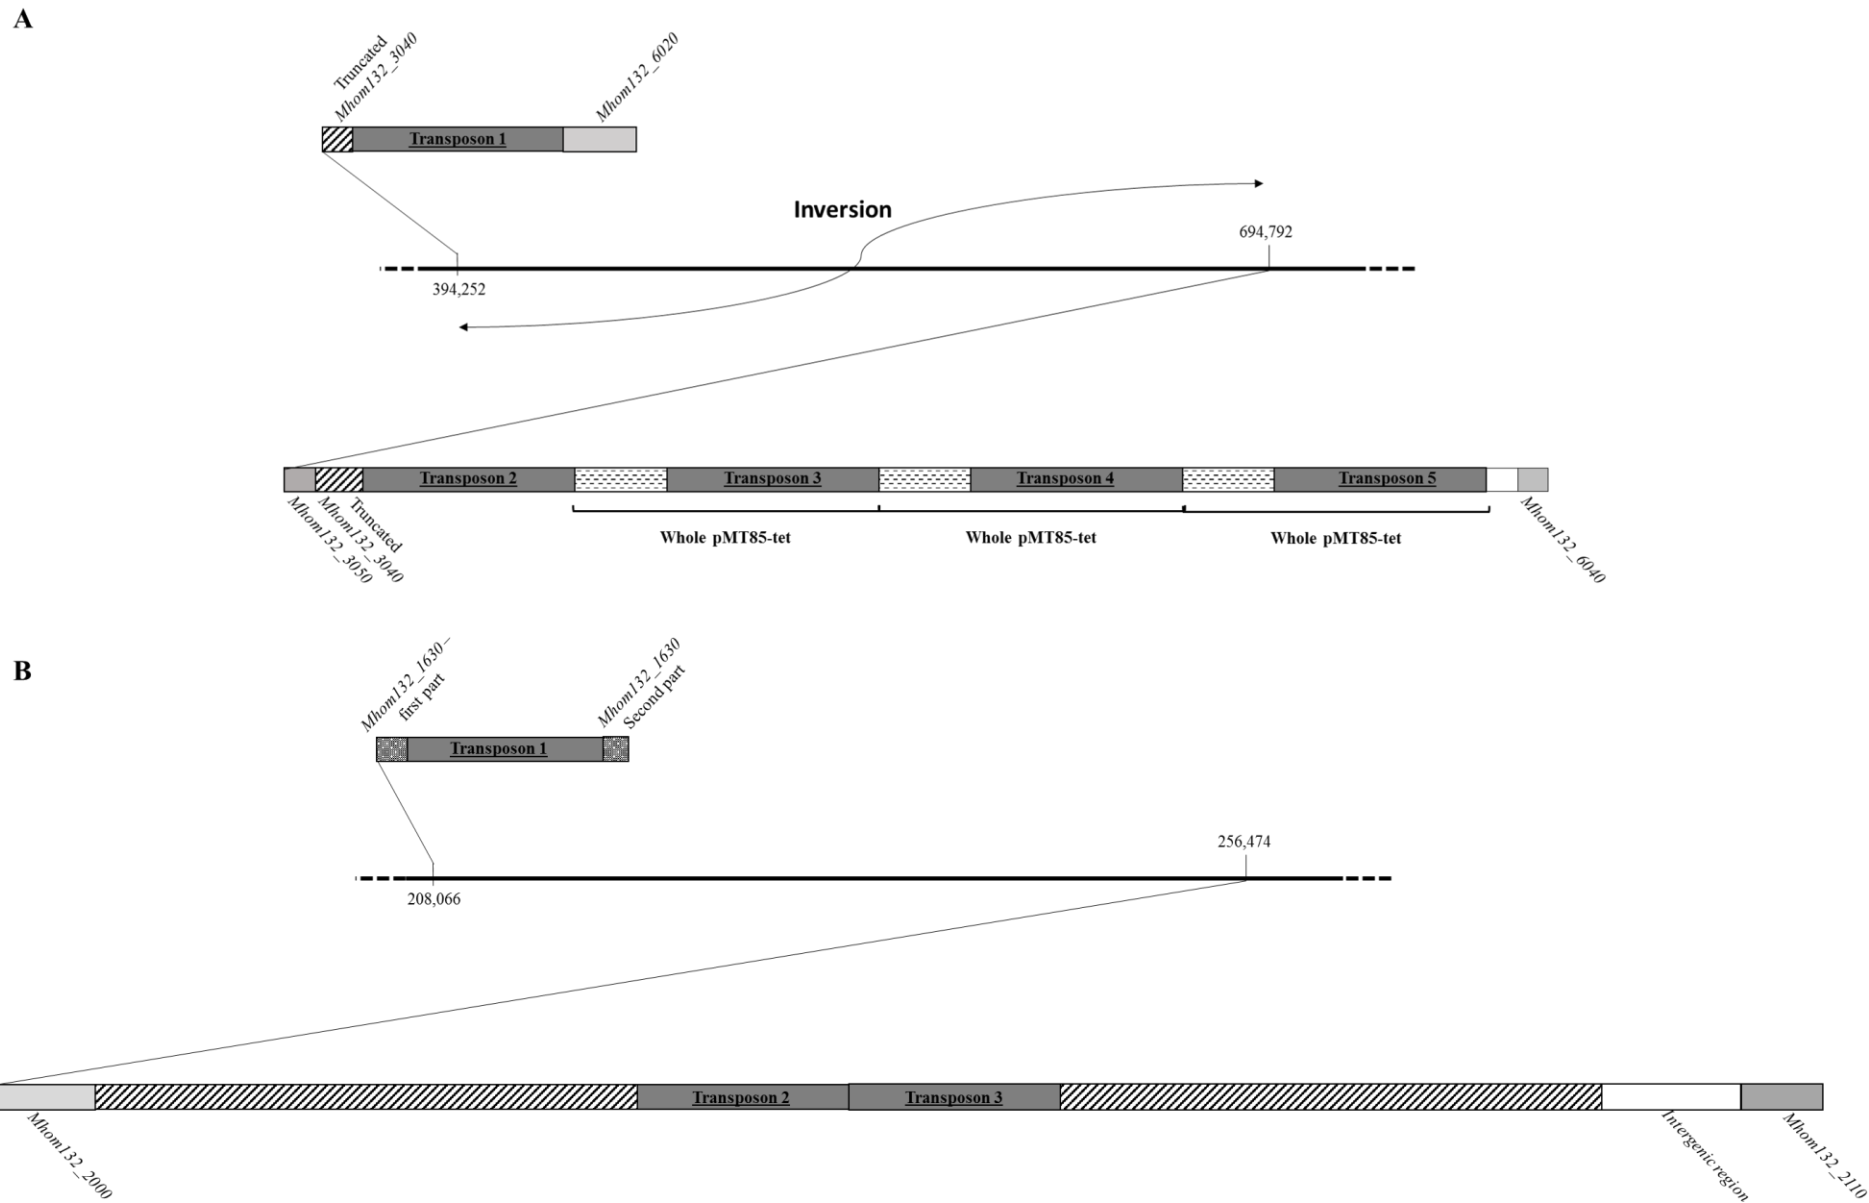 A
Truncated
Mhom132_3040
Mhom132_6020
Transposon 1
Inversion
694,792
394,252
Transposon 2
Transposon 3
Transposon 4
Transposon 5
Mhom132_3050
Mhom132_3040
Truncated
Whole pMT85-tet
Whole pMT85-tet
Whole pMT85-tet
Mhom132_6040
B
Mhom132_1630–
first part
Mhom132_1630
Second part
Transposon 1
256,474
208,066
Transposon 2
Transposon 3
Mhom132_2000
Intergenic region
Mhom132_2110